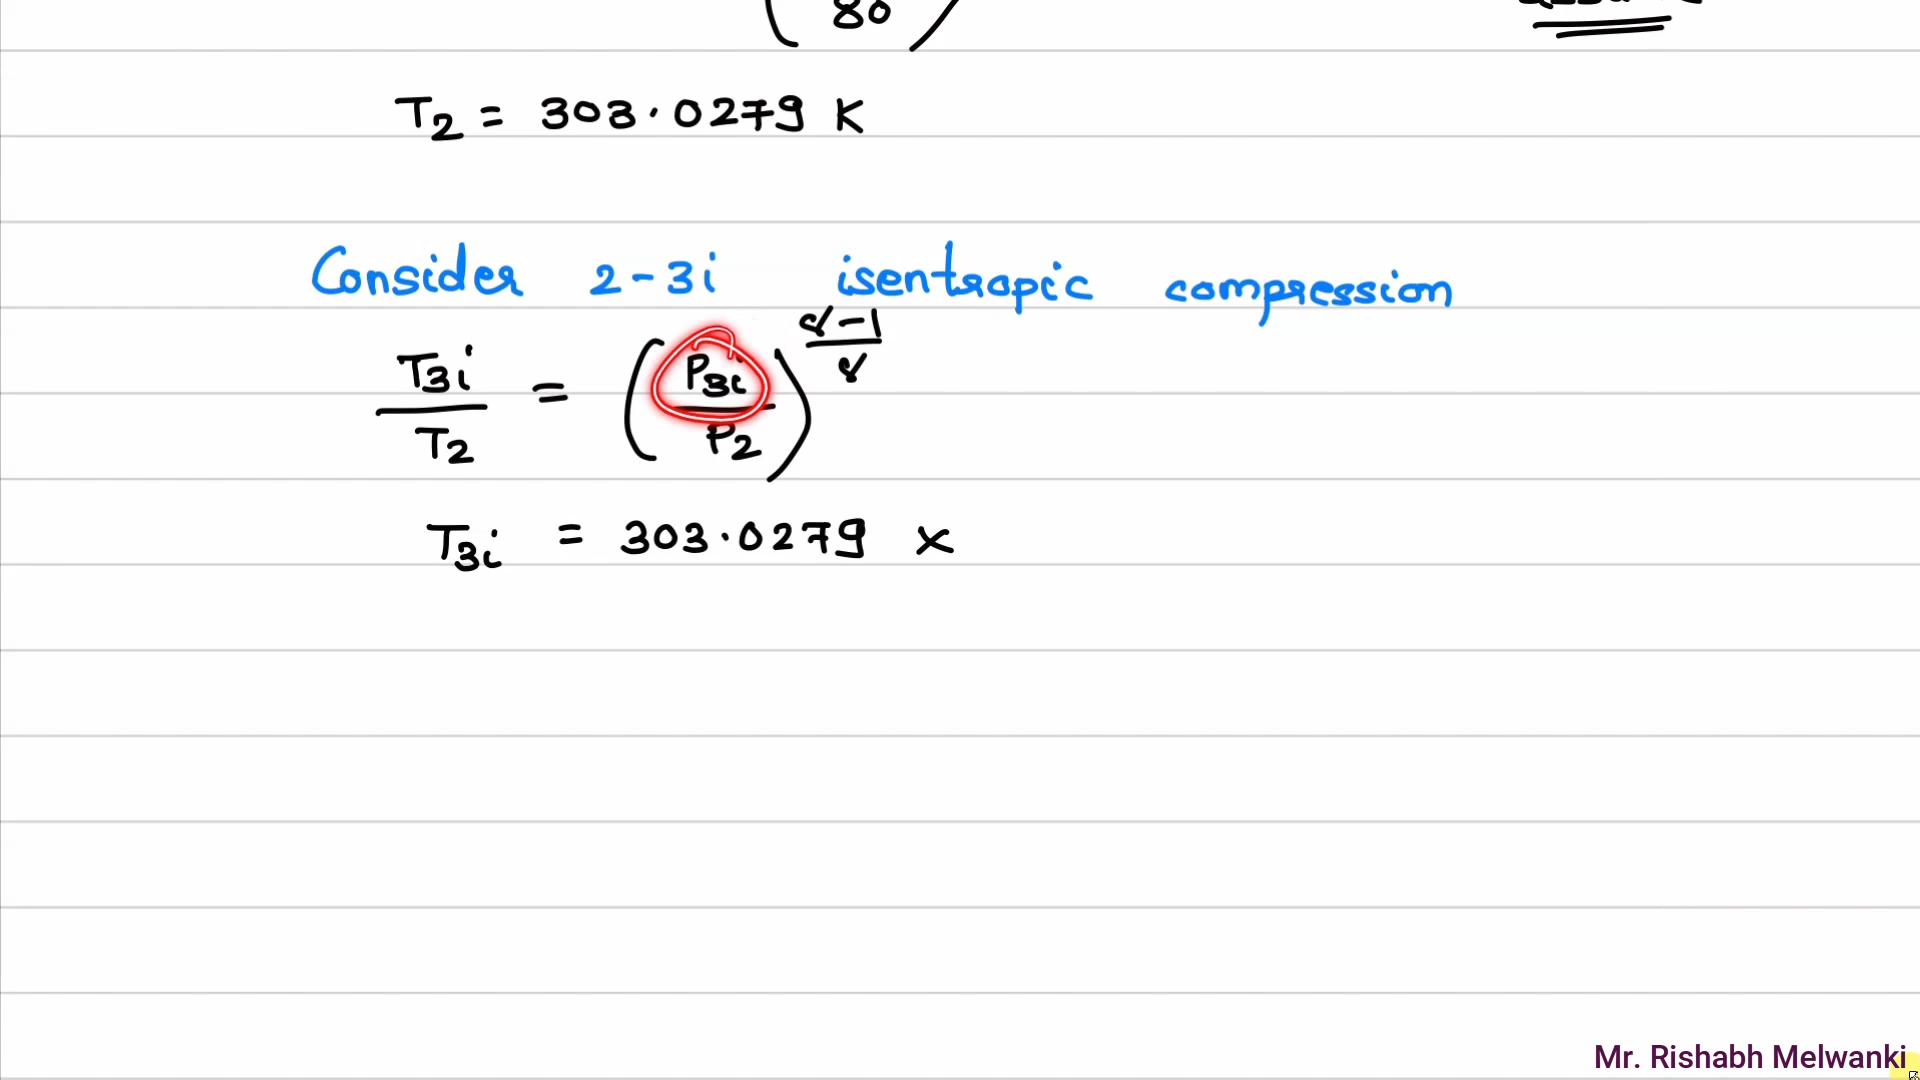 80
T2 = 303.0279 K
Consider 2-3i isentropic compression
T3i / T2 = (P3i / P2)^(γ-1 / γ)
T3i = 303.0279 ×
Mr. Rishabh Melwanki